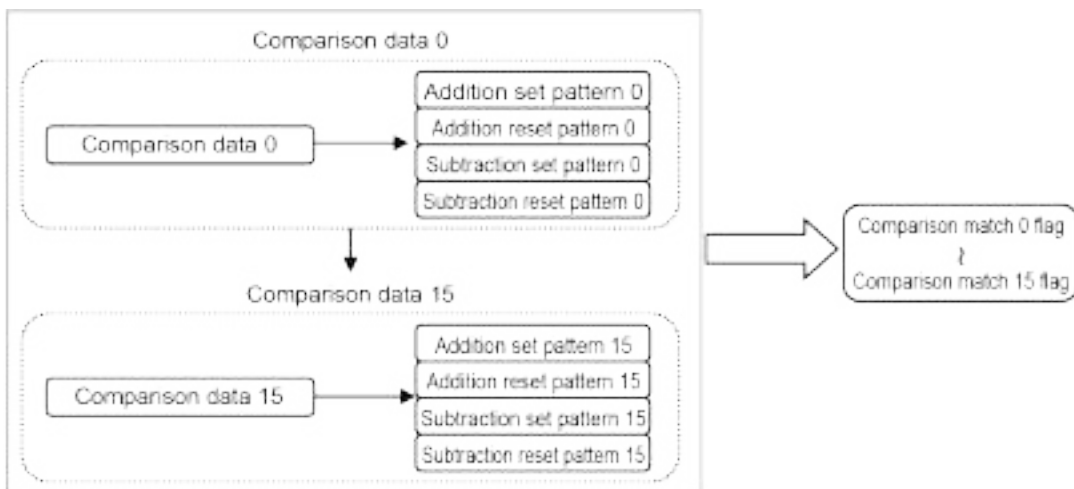 Comparison data 0
Comparison data 0
Addition set pattern 0
Addition reset pattern 0
Subtraction set pattern 0
Subtraction reset pattern 0
Comparison data 15
Comparison data 15
Addition set pattern 15
Addition reset pattern 15
Subtraction set pattern 15
Subtraction reset pattern 15
Comparison match 0 flag
~
Comparison match 15 flag